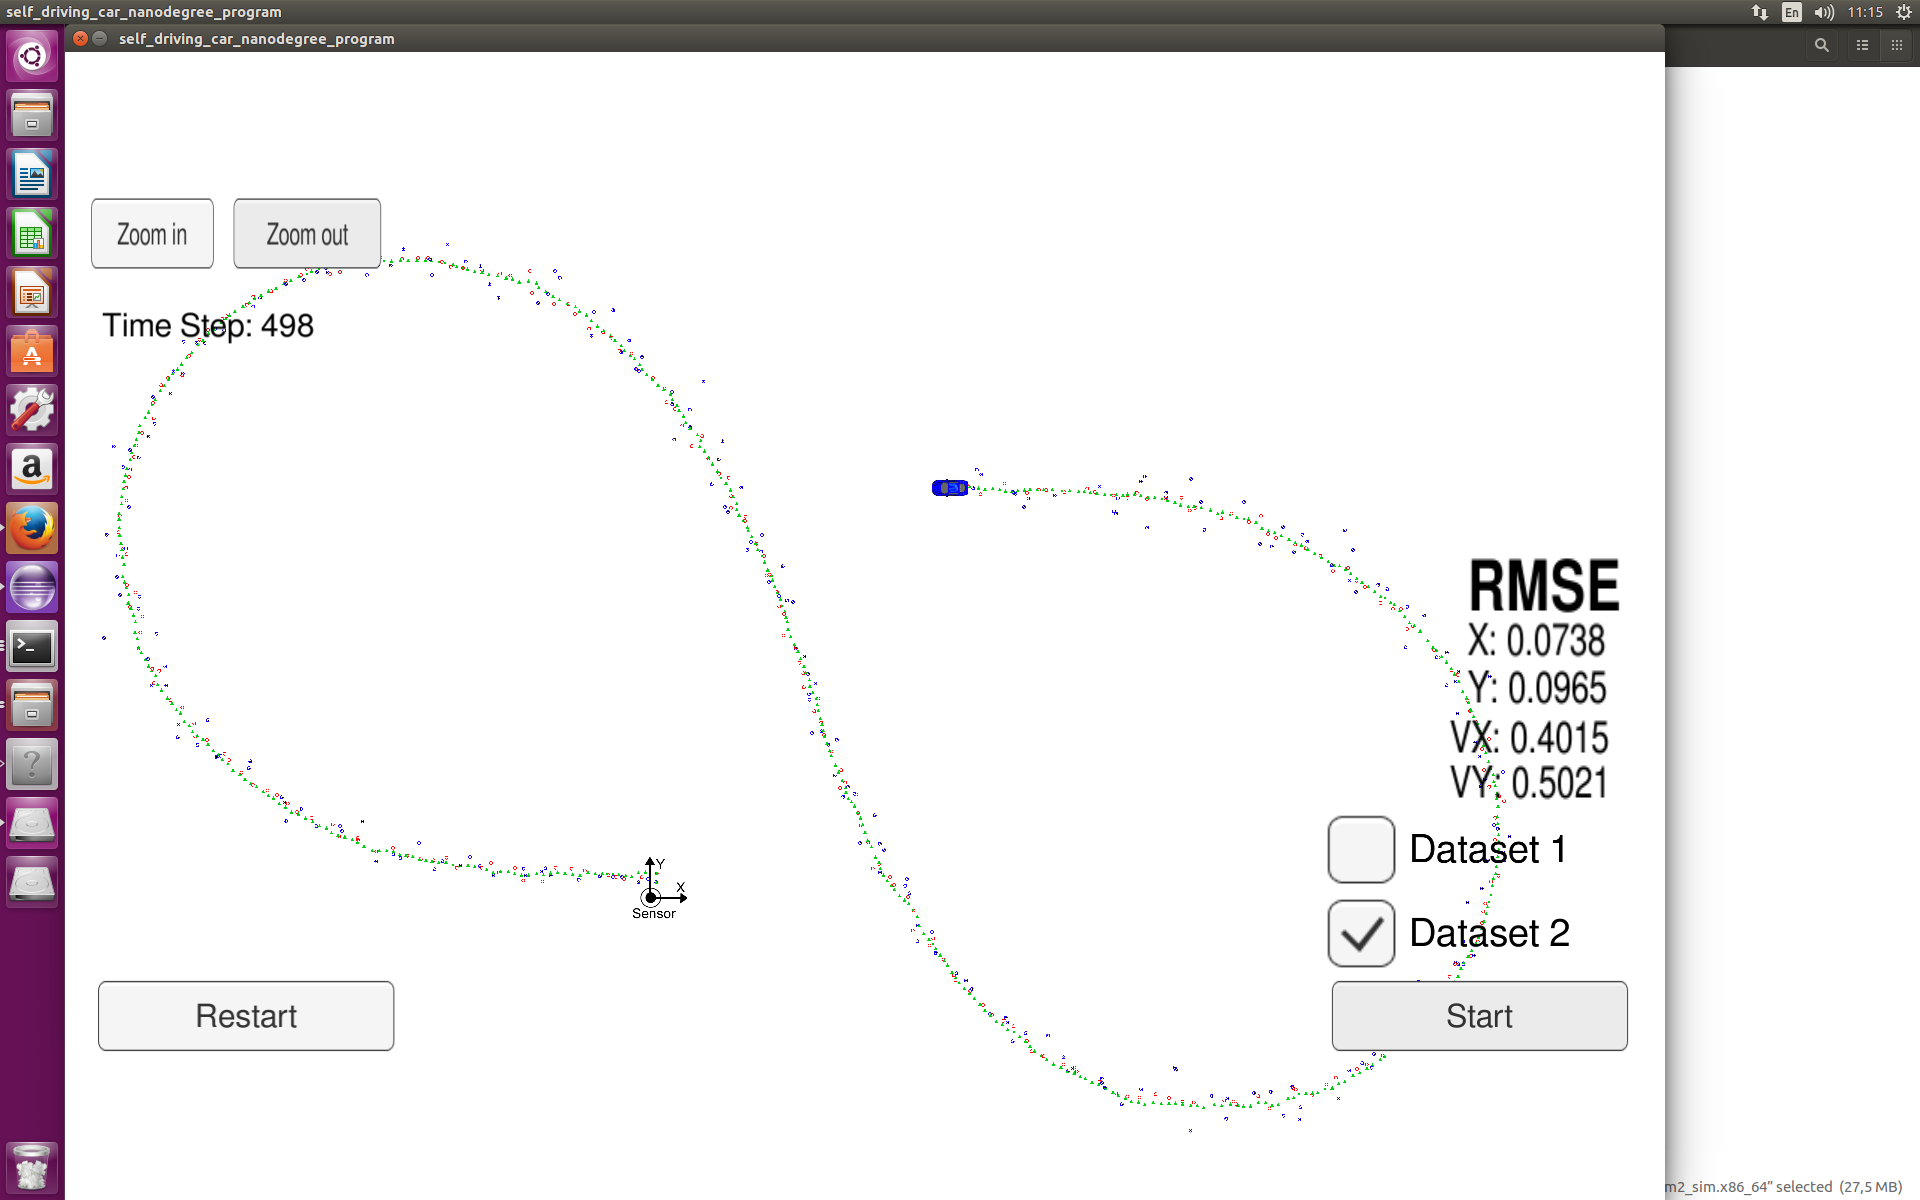 self_driving_car_nanodegree_program
En
11:15
self_driving_car_nanodegree_program
Zoom in
Zoom out
Time Step: 498
RMSE
X: 0.0738
Y: 0.0965
VX: 0.4015
VY: 0.5021
Dataset 1
Y
X
Sensor
Dataset 2
Restart
Start
m2_sim.x86_64” selected (27,5 MB)